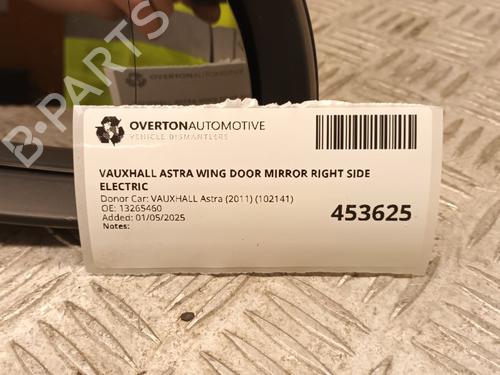 B-PARTS
OVERTONAUTOMOTIVE
OVERTONAUTOMOTIVE
VEHICLE DISMANTLERS
VAUXHALL ASTRA WING DOOR MIRROR RIGHT SIDE
ELECTRIC
Donor Car: VAUXHALL Astra (2011) (102141)
OE: 13265460
Added: 01/05/2025
Notes:
453625